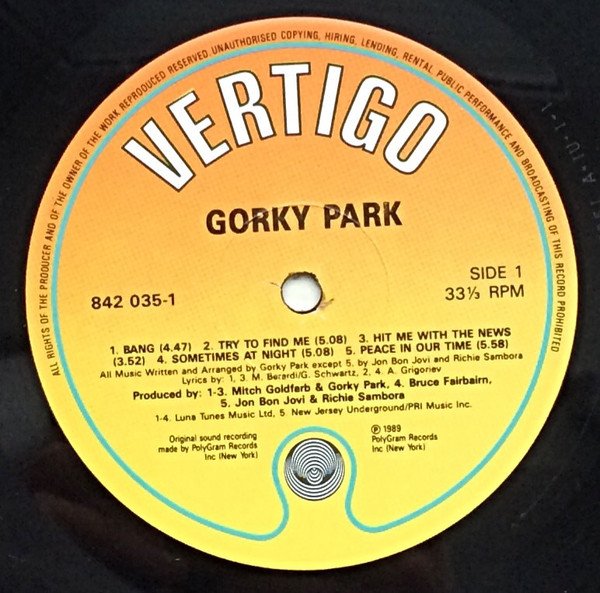 ALL RIGHTS OF THE PRODUCER AND OF THE OWNER OF THE WORK REPRODUCED RESERVED UNAUTHORISED COPYING, HIRING, LENDING, RENTAL, PUBLIC PERFORMANCE AND BROADCASTING OF THIS RECORD PROHIBITED
VERTIGO
GORKY PARK
842 035-1
SIDE 1
33⅓ RPM
1. BANG (4.47) 2. TRY TO FIND ME (5.08) 3. HIT ME WITH THE NEWS
(3.52) 4. SOMETIMES AT NIGHT (5.08) 5. PEACE IN OUR TIME (5.58)
All Music Written and Arranged by Gorky Park except 5. by Jon Bon Jovi and Richie Sambora
Lyrics by: 1, 3 M. Berardi/G. Schwartz, 2, 4. A. Grigoriev
Produced by: 1-3. Mitch Goldfarb & Gorky Park, 4. Bruce Fairbairn,
5. Jon Bon Jovi & Richie Sambora
1-4. Luna Tunes Music Ltd, 5. New Jersey Underground/PRI Music Inc.
Original sound recording
made by PolyGram Records
Inc (New York)
℗ 1989
PolyGram Records
Inc (New York)